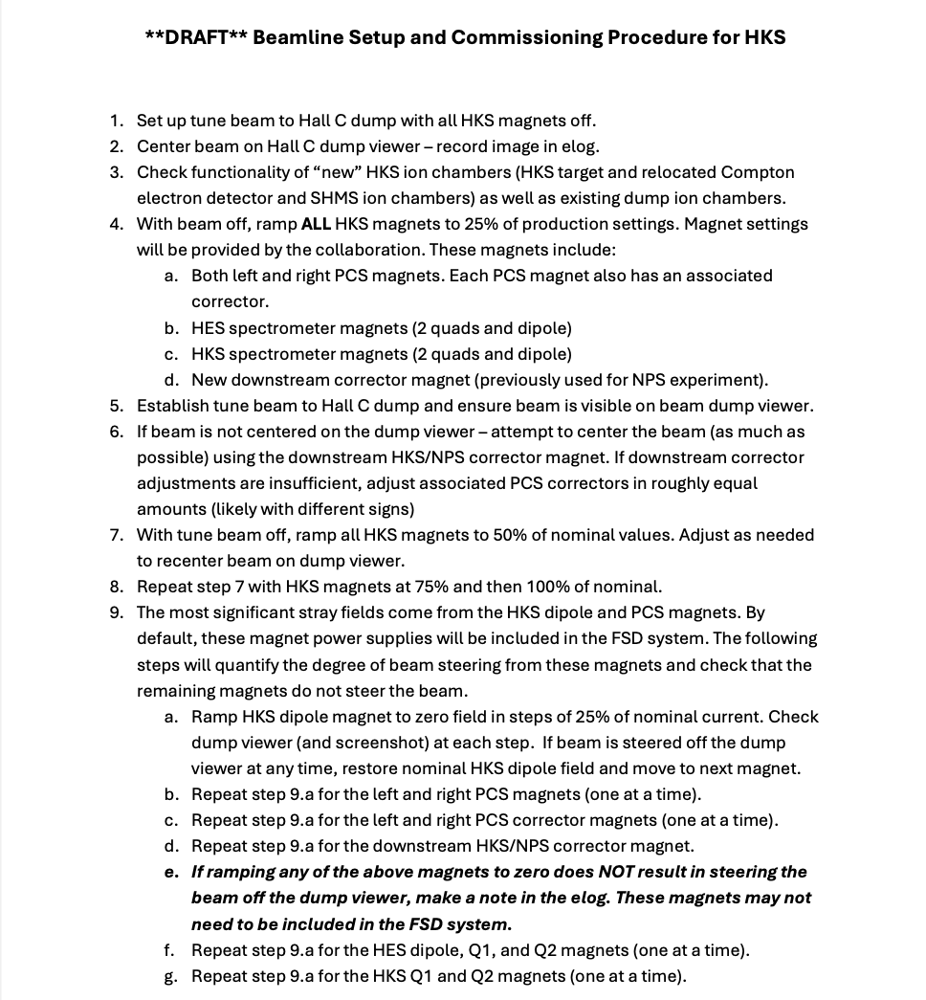 **DRAFT** Beamline Setup and Commissioning Procedure for HKS
1. Set up tune beam to Hall C dump with all HKS magnets off.
2. Center beam on Hall C dump viewer – record image in elog.
3. Check functionality of “new” HKS ion chambers (HKS target and relocated Compton
electron detector and SHMS ion chambers) as well as existing dump ion chambers.
4. With beam off, ramp ALL HKS magnets to 25% of production settings. Magnet settings
will be provided by the collaboration. These magnets include:
a. Both left and right PCS magnets. Each PCS magnet also has an associated
corrector.
b. HES spectrometer magnets (2 quads and dipole)
c. HKS spectrometer magnets (2 quads and dipole)
d. New downstream corrector magnet (previously used for NPS experiment).
5. Establish tune beam to Hall C dump and ensure beam is visible on beam dump viewer.
6. If beam is not centered on the dump viewer – attempt to center the beam (as much as
possible) using the downstream HKS/NPS corrector magnet. If downstream corrector
adjustments are insufficient, adjust associated PCS correctors in roughly equal
amounts (likely with different signs)
7. With tune beam off, ramp all HKS magnets to 50% of nominal values. Adjust as needed
to recenter beam on dump viewer.
8. Repeat step 7 with HKS magnets at 75% and then 100% of nominal.
9. The most significant stray fields come from the HKS dipole and PCS magnets. By
default, these magnet power supplies will be included in the FSD system. The following
steps will quantify the degree of beam steering from these magnets and check that the
remaining magnets do not steer the beam.
a. Ramp HKS dipole magnet to zero field in steps of 25% of nominal current. Check
dump viewer (and screenshot) at each step.  If beam is steered off the dump
viewer at any time, restore nominal HKS dipole field and move to next magnet.
b. Repeat step 9.a for the left and right PCS magnets (one at a time).
c. Repeat step 9.a for the left and right PCS corrector magnets (one at a time).
d. Repeat step 9.a for the downstream HKS/NPS corrector magnet.
e. If ramping any of the above magnets to zero does NOT result in steering the
beam off the dump viewer, make a note in the elog. These magnets may not
need to be included in the FSD system.
f. Repeat step 9.a for the HES dipole, Q1, and Q2 magnets (one at a time).
g. Repeat step 9.a for the HKS Q1 and Q2 magnets (one at a time).